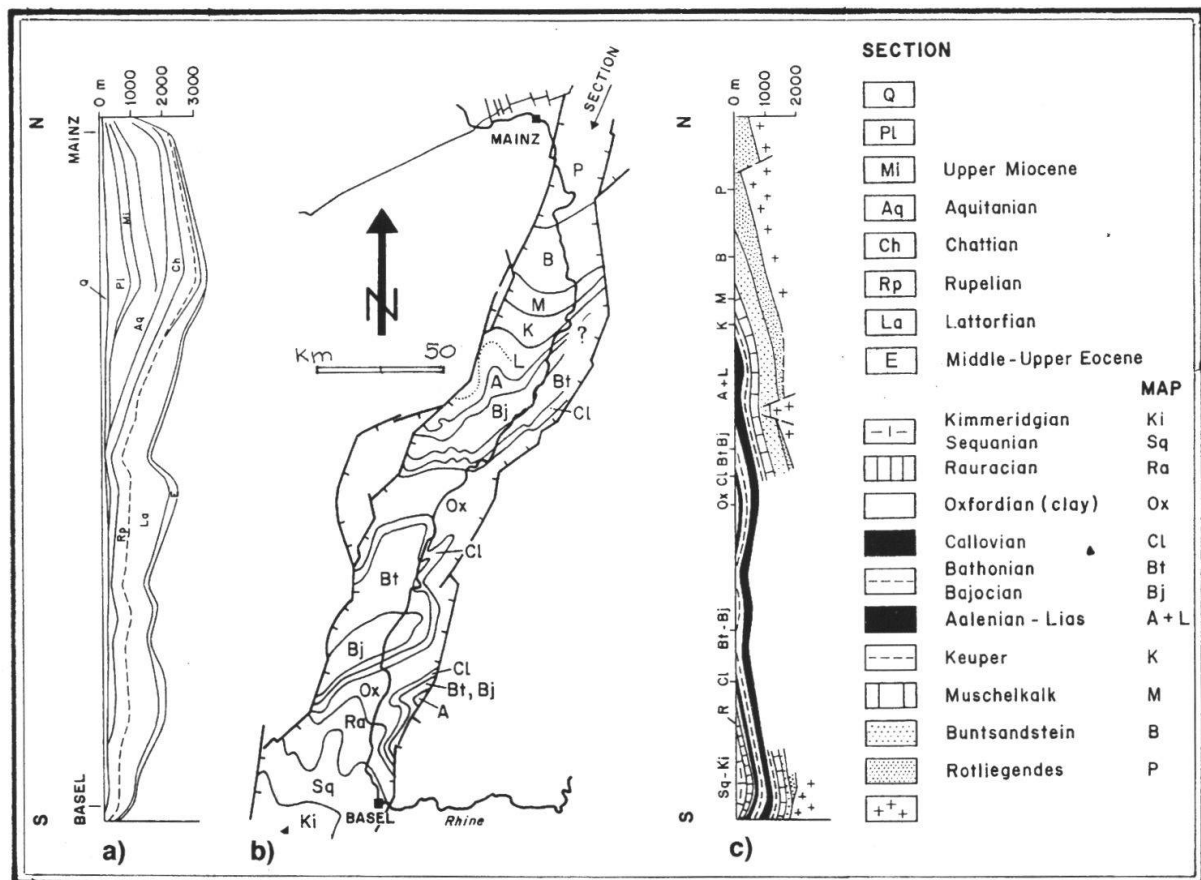 N
MAINZ
0 m
1000
2000
3000
Mi
Ch
Q
Pl
Aq
Rp
La
E
BASEL
S
a)
SECTION
MAINZ
P
N
Km 50
B
M
K
?
L
A
Bt
Bj
Cl
Ox
Cl
Bt
Bj
Cl
Bt, Bj
Ox
A
Ra
Sq
BASEL
Rhine
Ki
b)
N
0 m
1000
2000
P
B
M
K
A + L
Bt Bj
Cl
Ox
Bt - Bj
Cl
R
Sq - Ki
S
c)
SECTION
Q
Pl
Mi Upper Miocene
Aq Aquitanian
Ch Chattian
Rp Rupelian
La Lattorfian
E Middle-Upper Eocene
MAP
Kimmeridgian Ki
Sequanian Sq
Rauracian Ra
Oxfordian (clay) Ox
Callovian Cl
Bathonian Bt
Bajocian Bj
Aalenian - Lias A + L
Keuper K
Muschelkalk M
Buntsandstein B
Rotliegendes P